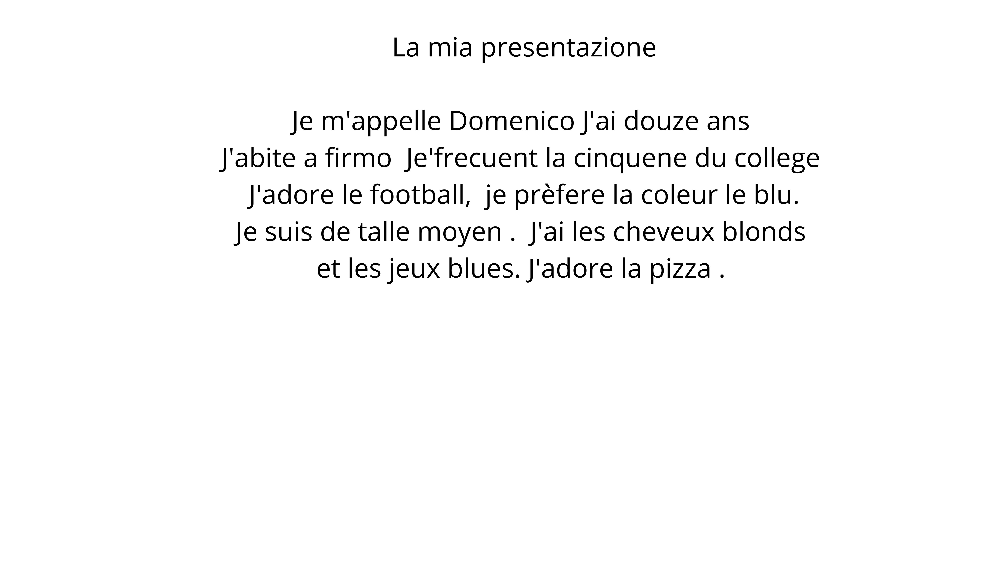 La mia presentazione
Je m'appelle Domenico J'ai douze ans
J'abite a firmo  Je'frecuent la cinquene du college
J'adore le football,  je prèfere la coleur le blu.
Je suis de talle moyen .  J'ai les cheveux blonds
et les jeux blues. J'adore la pizza .